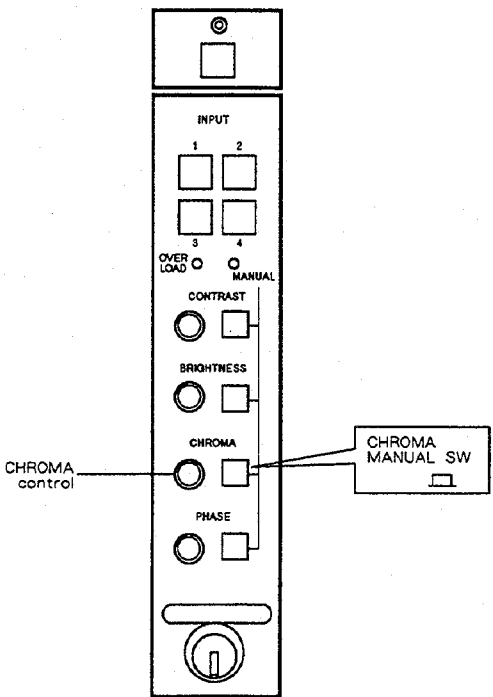 INPUT
1 2
3 4
OVER
LOAD
MANUAL
CONTRAST
BRIGHTNESS
CHROMA
CHROMA
control
CHROMA
MANUAL SW
PHASE